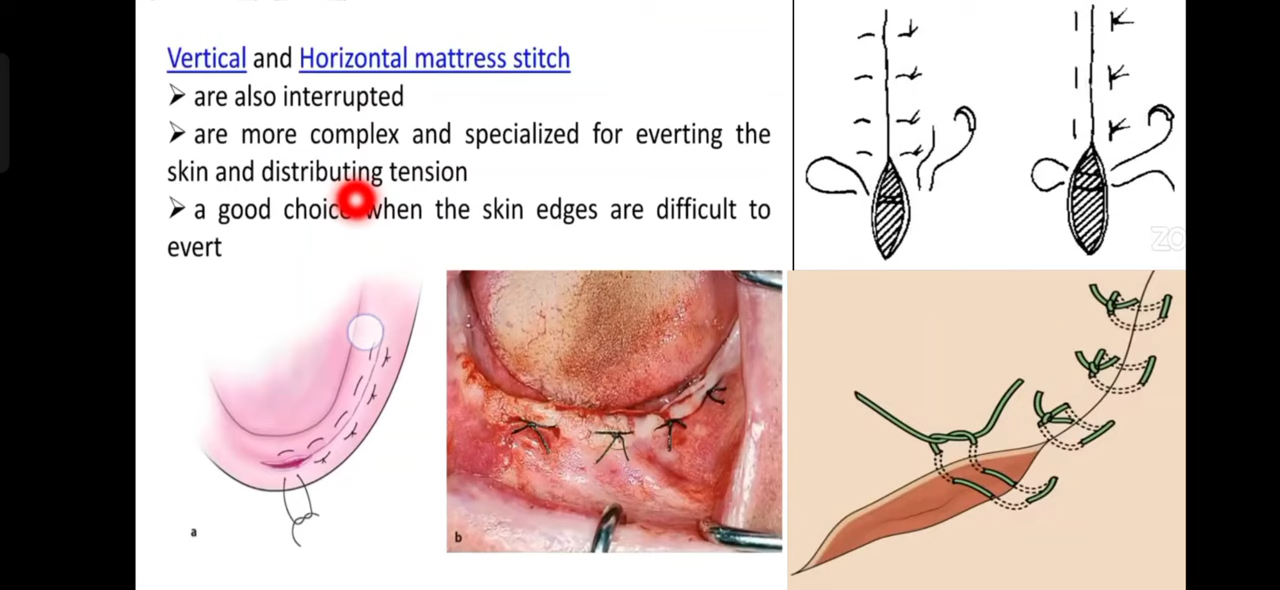 Vertical and Horizontal mattress stitch
➤ are also interrupted
➤ are more complex and specialized for everting the
skin and distributing tension
➤ a good choice when the skin edges are difficult to
evert
ZO
a
b